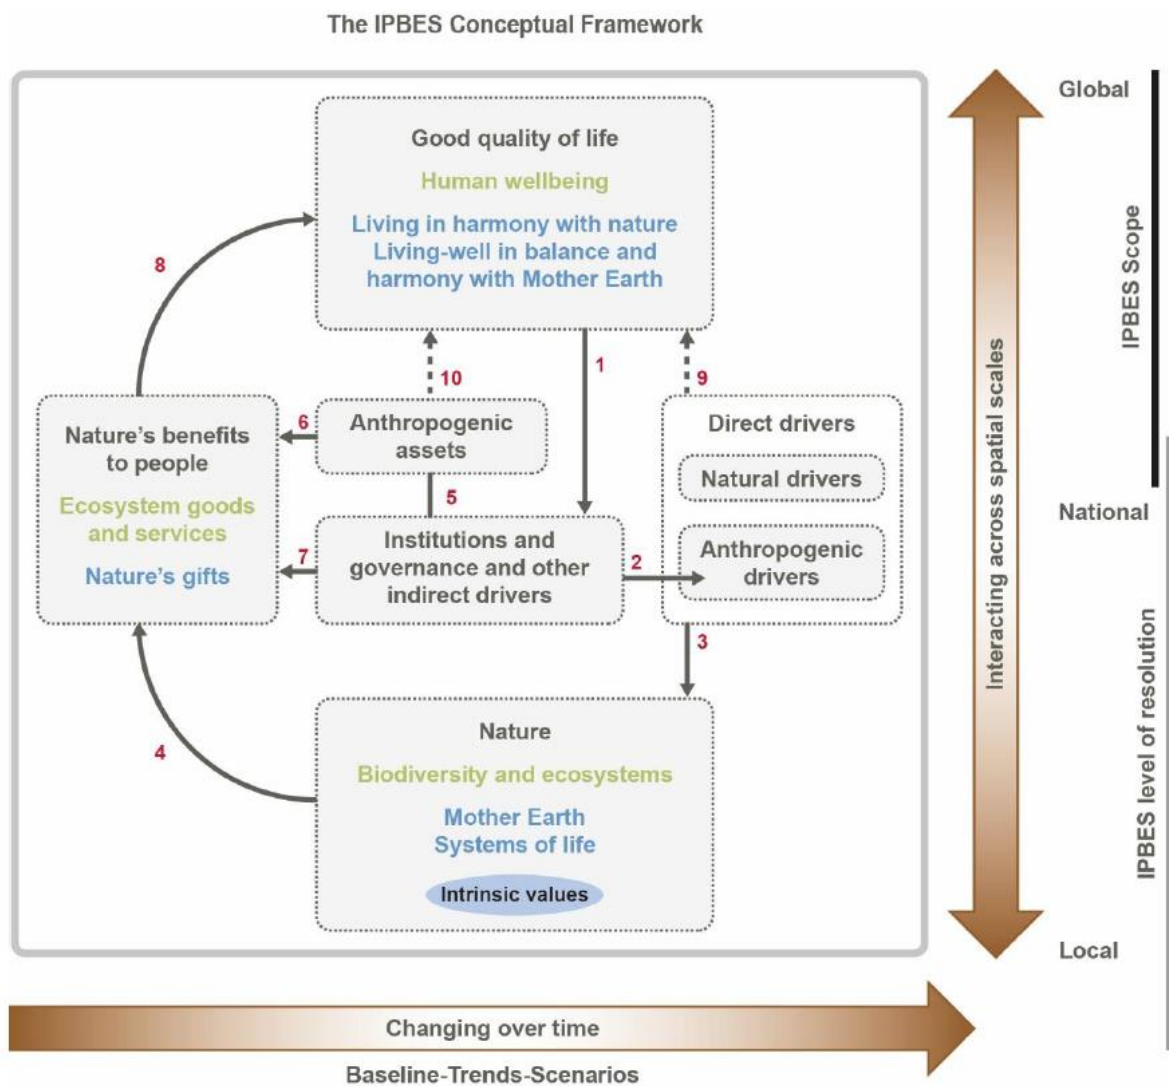 The IPBES Conceptual Framework
Good quality of life
Human wellbeing
Living in harmony with nature
Living-well in balance and
harmony with Mother Earth
8
10
1
9
Nature’s benefits
to people
Ecosystem goods
and services
Nature’s gifts
6
Anthropogenic
assets
5
7
Institutions and
governance and other
indirect drivers
2
Direct drivers
Natural drivers
Anthropogenic
drivers
3
4
Nature
Biodiversity and ecosystems
Mother Earth
Systems of life
Intrinsic values
Interacting across spatial scales
Global
National
Local
IPBES Scope
IPBES level of resolution
Changing over time
Baseline-Trends-Scenarios